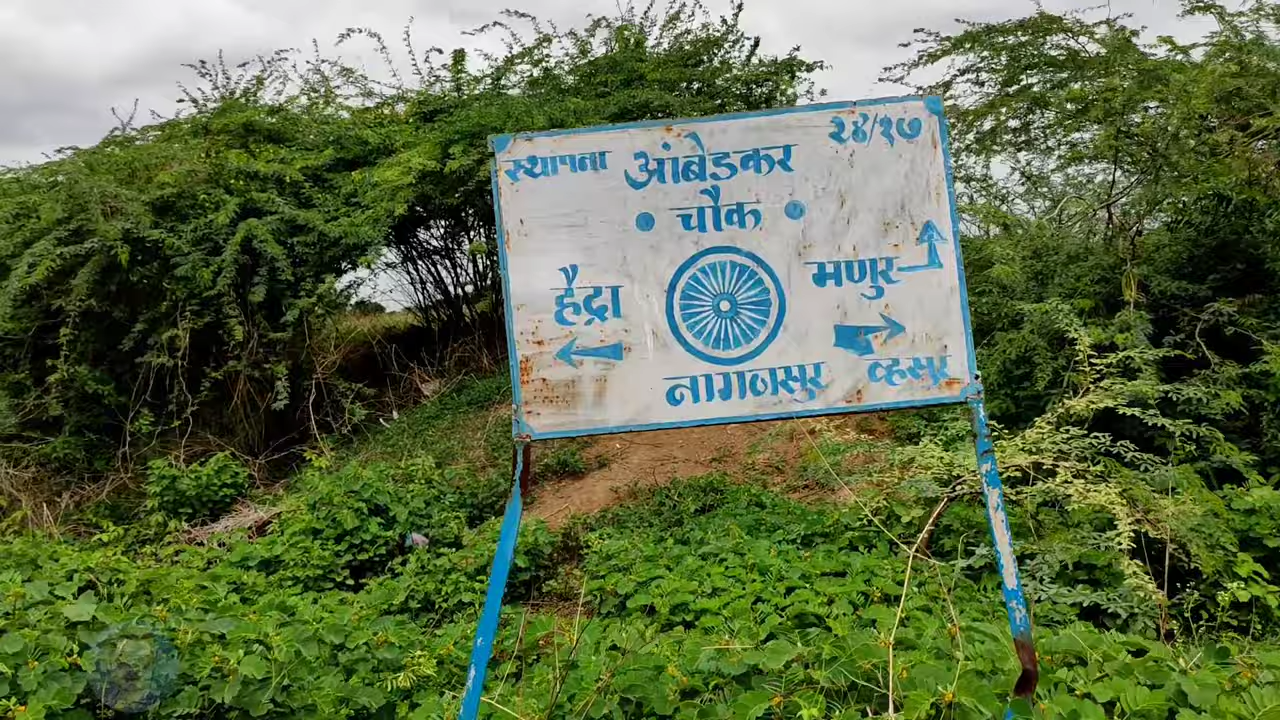 स्थापना
२४/१७
आंबेडकर
चौक
हैद्रा
मणुर
नागणसुर
व्हसुर